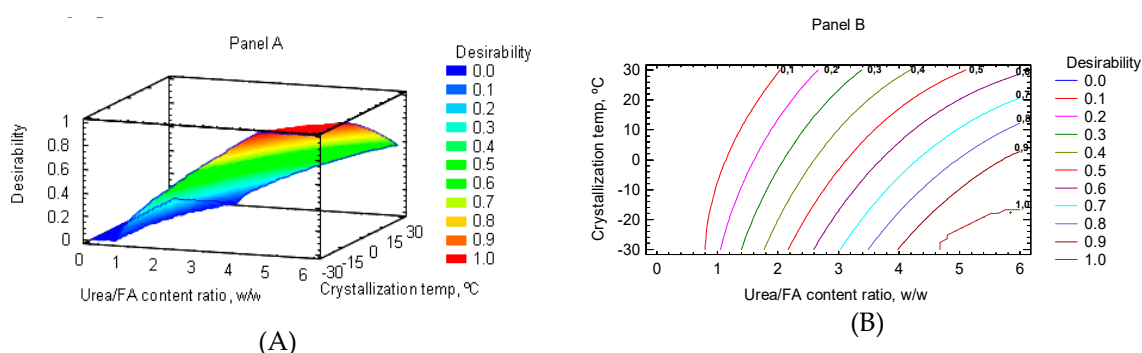 Panel A
Desirability
0.0
0.1
0.2
0.3
0.4
0.5
0.6
0.7
0.8
0.9
1.0
Desirability
1
0.8
0.6
0.4
0.2
0
0 1 2 3 4 5 6
-30 -15 0 15 30
Urea/FA content ratio, w/w
Crystallization temp, ºC
(A)
Panel B
Desirability
0.0
0.1
0.2
0.3
0.4
0.5
0.6
0.7
0.8
0.9
1.0
Crystallization temp, ºC
30
20
10
0
-10
-20
-30
0,1 0,2 0,3 0,4 0,5
0,7
0,8
0,9
1,0
0 1 2 3 4 5 6
Urea/FA content ratio, w/w
(B)